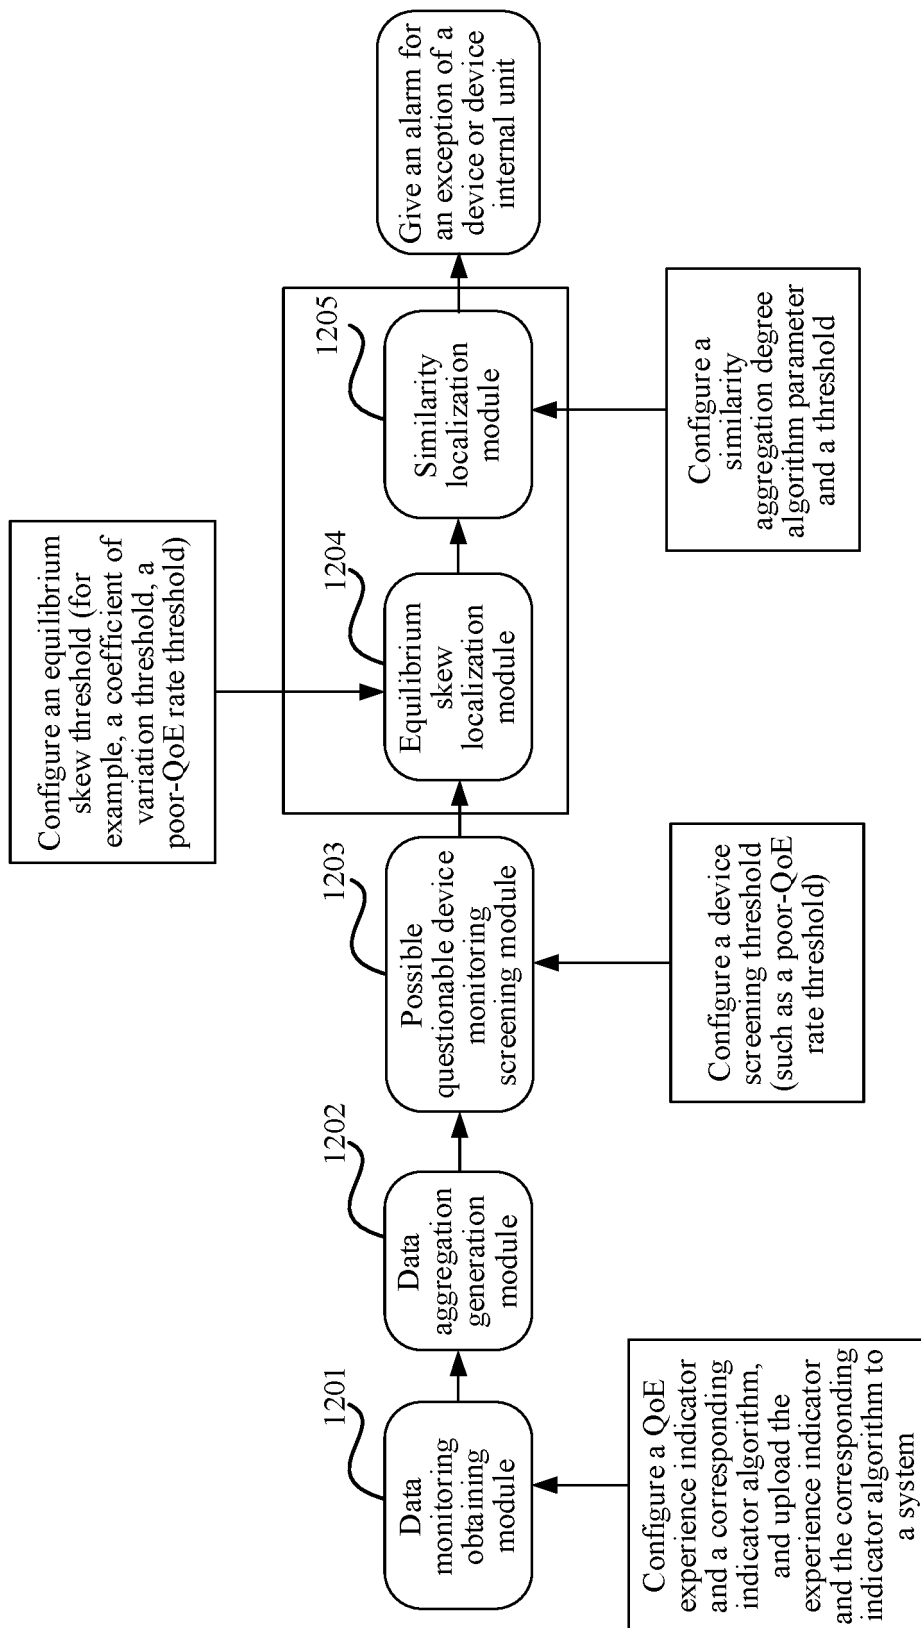 Configure an equilibrium
skew threshold (for
example, a coefficient of
variation threshold, a
poor-QoE rate threshold)
1201
1202
1203
1204
1205
Data
monitoring
obtaining
module
Data
aggregation
generation
module
Possible
questionable device
monitoring
screening module
Equilibrium
skew
localization
module
Similarity
localization
module
Give an alarm for
an exception of a
device or device
internal unit
Configure a QoE
experience indicator
and a corresponding
indicator algorithm,
and upload the
experience indicator
and the corresponding
indicator algorithm to
a system
Configure a device
screening threshold
(such as a poor-QoE
rate threshold)
Configure a
similarity
aggregation degree
algorithm parameter
and a threshold